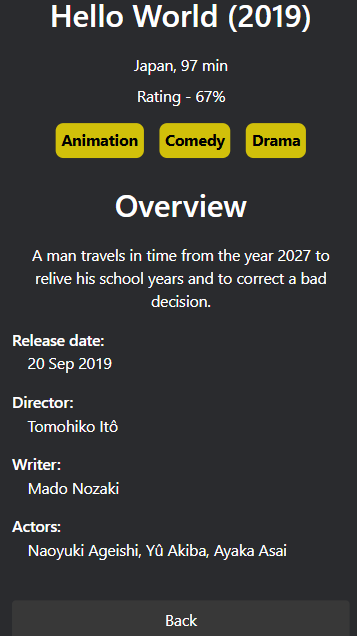 Hello World (2019)
Japan, 97 min
Rating - 67%
Animation Comedy Drama
Overview
A man travels in time from the year 2027 to
relive his school years and to correct a bad
decision.
Release date:
20 Sep 2019
Director:
Tomohiko Itô
Writer:
Mado Nozaki
Actors:
Naoyuki Ageishi, Yû Akiba, Ayaka Asai
Back